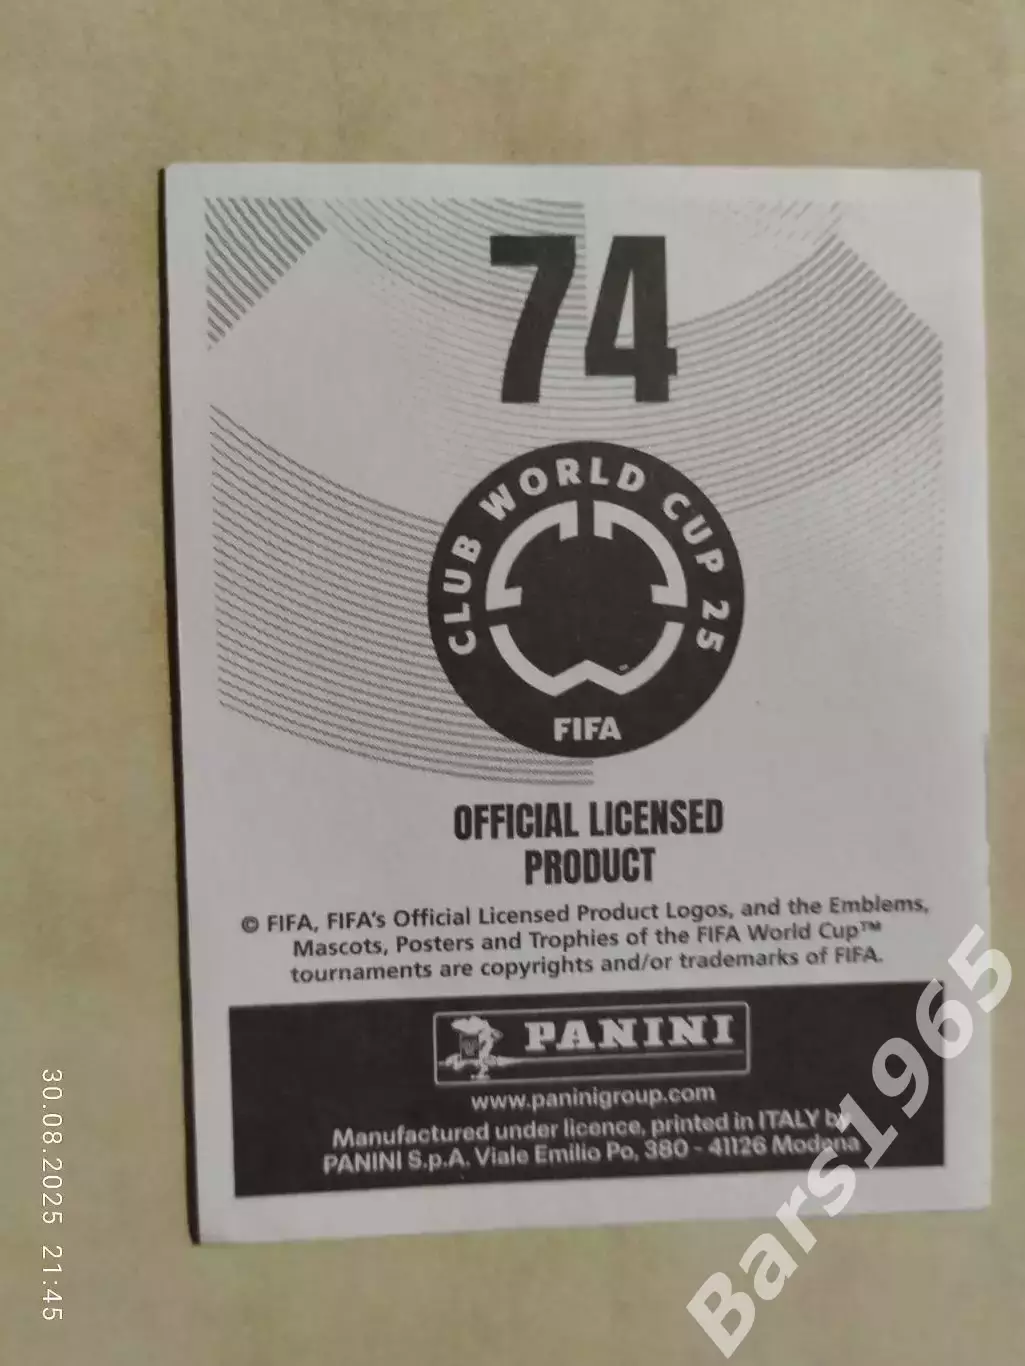 74
CLUB WORLD CUP 25
FIFA
OFFICIAL LICENSED
PRODUCT
© FIFA, FIFA's Official Licensed Product Logos, and the Emblems,
Mascots, Posters and Trophies of the FIFA World Cup™
tournaments are copyrights and/or trademarks of FIFA.
PANINI
www.paninigroup.com
Manufactured under licence, printed in ITALY by
PANINI S.p.A. Viale Emilio Po, 380 - 41126 Modena
30.08.2025 21:45
Bars1965